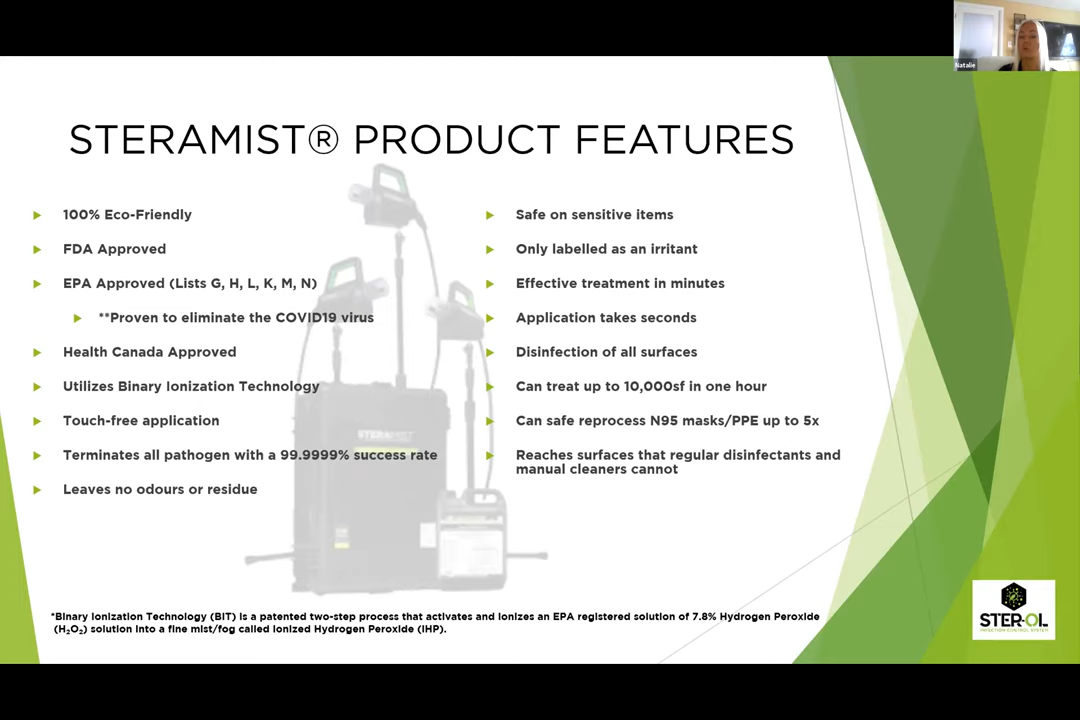 Natalie
STERAMIST® PRODUCT FEATURES
100% Eco-Friendly
FDA Approved
EPA Approved (Lists G, H, L, K, M, N)
**Proven to eliminate the COVID19 virus
Health Canada Approved
Utilizes Binary Ionization Technology
Touch-free application
Terminates all pathogen with a 99.9999% success rate
Leaves no odours or residue
Safe on sensitive items
Only labelled as an irritant
Effective treatment in minutes
Application takes seconds
Disinfection of all surfaces
Can treat up to 10,000sf in one hour
Can safe reprocess N95 masks/PPE up to 5x
Reaches surfaces that regular disinfectants and
manual cleaners cannot
STERAMIST
*Binary Ionization Technology (BIT) is a patented two-step process that activates and ionizes an EPA registered solution of 7.8% Hydrogen Peroxide
(H₂O₂) solution into a fine mist/fog called Ionized Hydrogen Peroxide (IHP).
STER-OL
INFECTION CONTROL SYSTEM